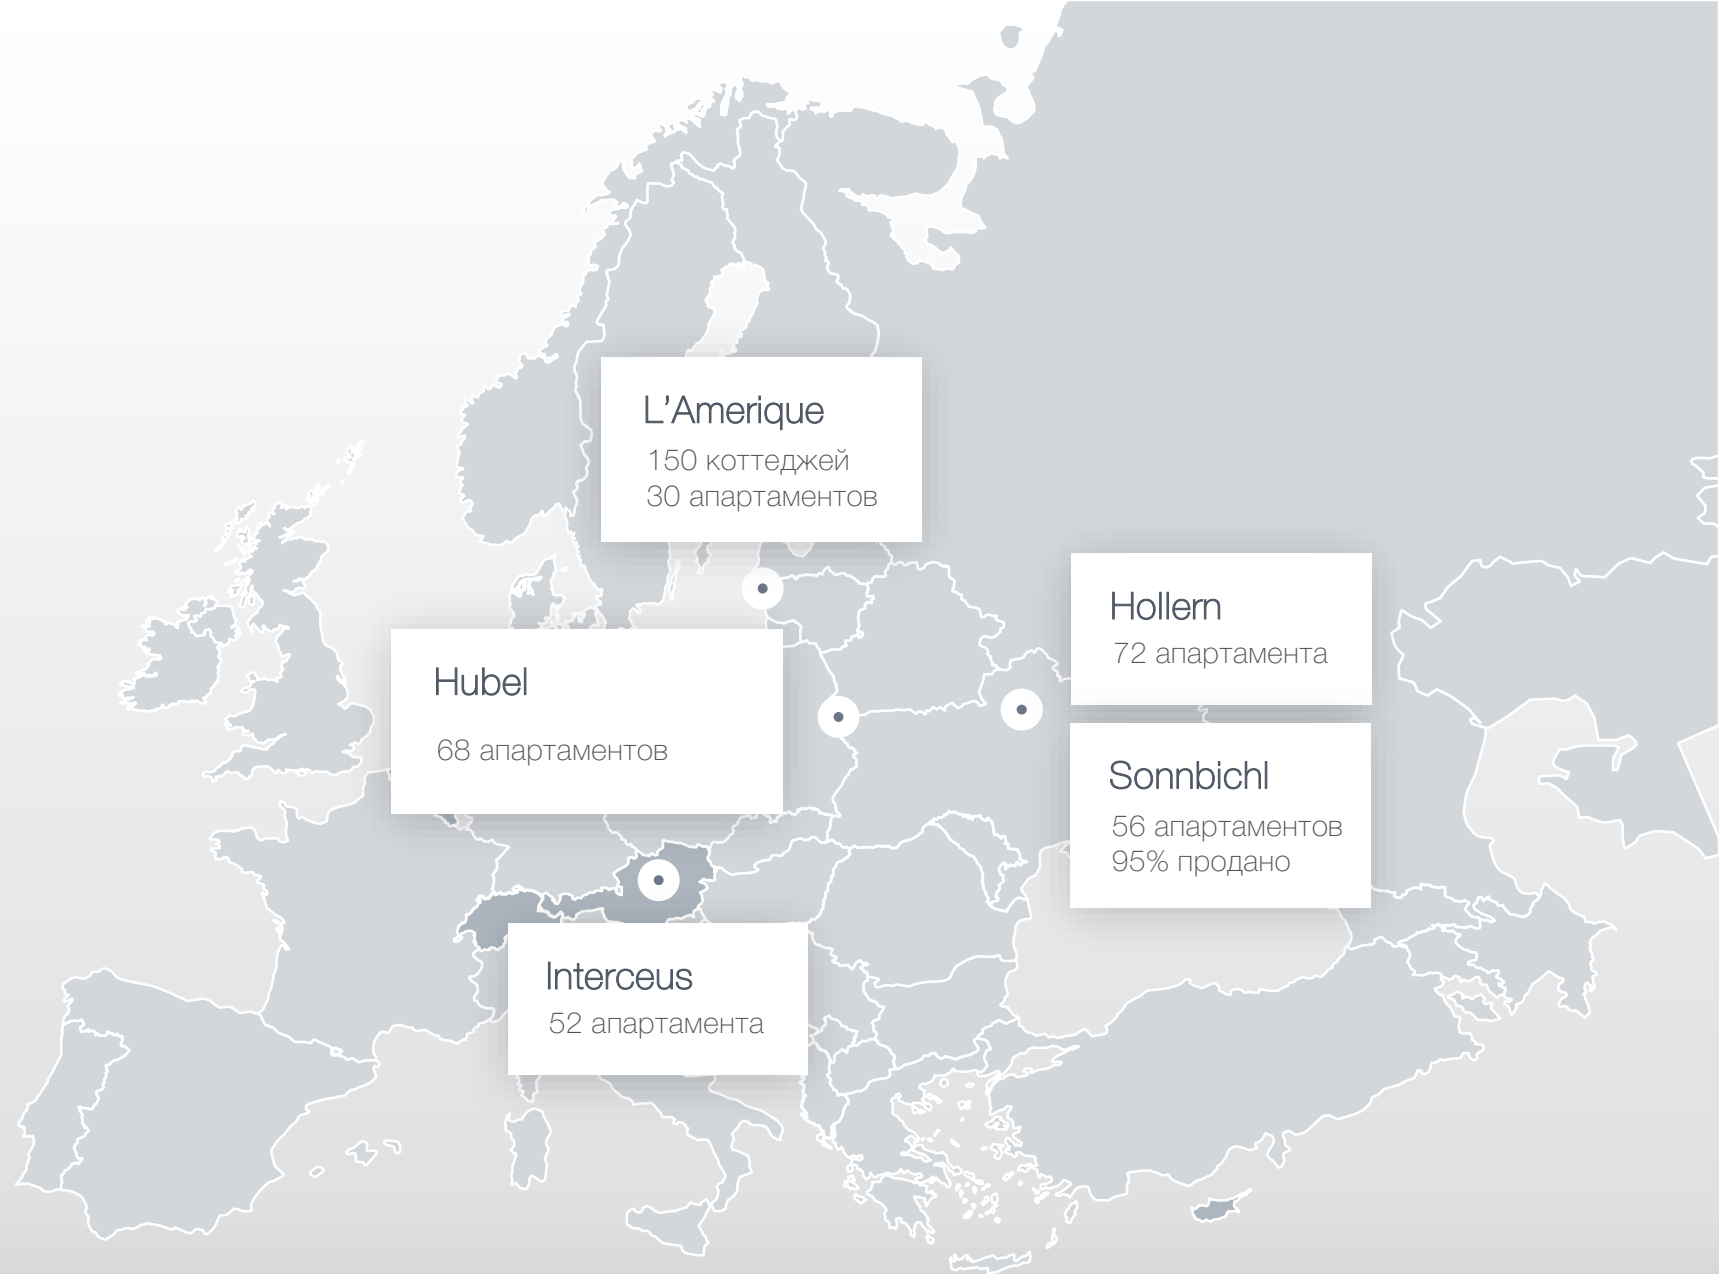 L’Amerique
150 коттеджей
30 апартаментов
Hollern
72 апартамента
Hubel
68 апартаментов
Sonnbichl
56 апартаментов
95% продано
Interceus
52 апартамента